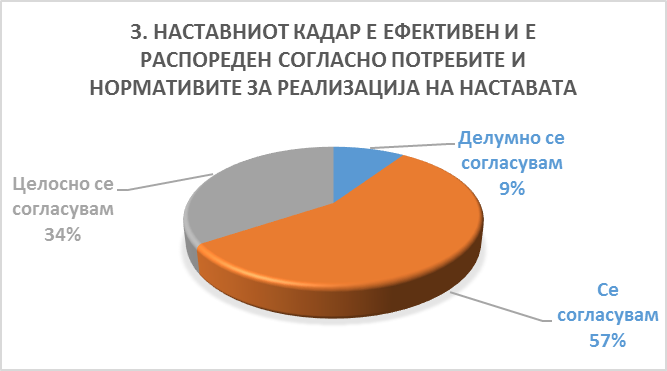 3. НАСТАВНИОТ КАДАР Е ЕФЕКТИВЕН И Е
РАСПОРЕДЕН СОГЛАСНО ПОТРЕБИТЕ И
НОРМАТИВИТЕ ЗА РЕАЛИЗАЦИЈА НА НАСТАВАТА
Делумно се
согласувам
9%
Целосно се
согласувам
34%
Се
согласувам
57%